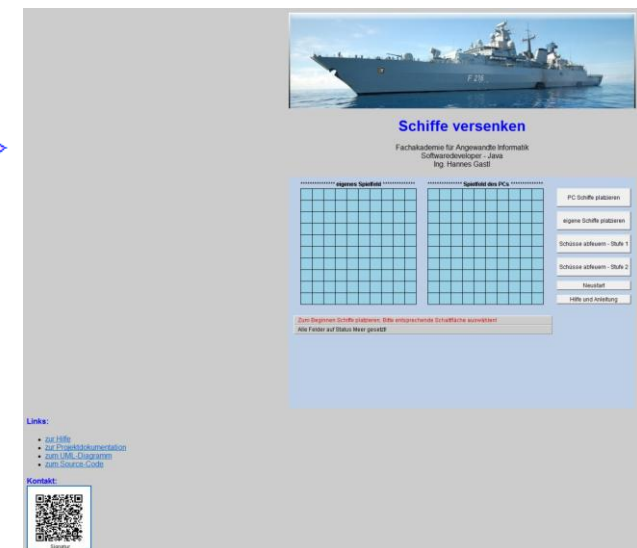 F 216
Schiffe versenken
Fachakademie für Angewandte Informatik
Softwaredeveloper - Java
Ing. Hannes Gastl
************* eigenes Spielfeld *************
************* Spielfeld des PCs *************
PC Schiffe platzieren
eigene Schiffe platzieren
Schüsse abfeuern - Stufe 1
Schüsse abfeuern - Stufe 2
Neustart
Hilfe und Anleitung
Zum Beginnen Schiffe platzieren: Bitte entsprechende Schaltfläche auswählen!
Alle Felder auf Status Meer gesetzt!
Links:
zur Hilfe
zur Projektdokumentation
zum UML-Diagramm
zum Source-Code
Kontakt:
Signatur